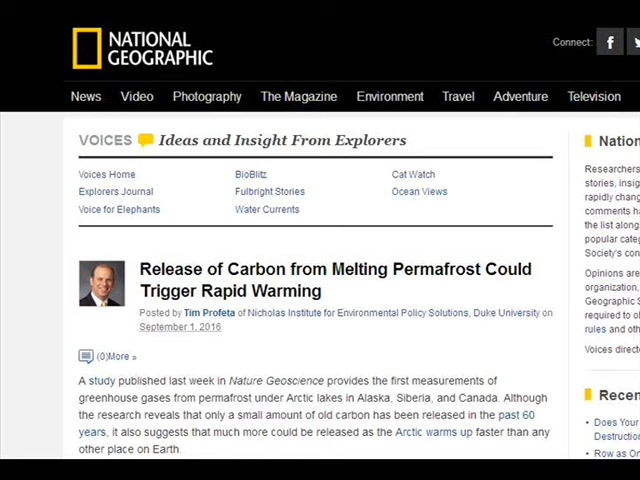 NATIONAL
GEOGRAPHIC
Connect:
News Video Photography The Magazine Environment Travel Adventure Television
VOICES Ideas and Insight From Explorers
Voices Home BioBlitz Cat Watch
Explorers Journal Fulbright Stories Ocean Views
Voice for Elephants Water Currents
Release of Carbon from Melting Permafrost Could
Trigger Rapid Warming
Posted by Tim Profeta of Nicholas Institute for Environmental Policy Solutions, Duke University on
September 1, 2016
(0)More »
A study published last week in Nature Geoscience provides the first measurements of
greenhouse gases from permafrost under Arctic lakes in Alaska, Siberia, and Canada. Although
the research reveals that only a small amount of old carbon has been released in the past 60
years, it also suggests that much more could be released as the Arctic warms up faster than any
other place on Earth.
Nation
Researchers
stories, insig
rapidly chang
comments ha
the list along
popular categ
Society's con
Opinions are
organization,
Geographic S
required to ob
rules and oth
Voices direct
Recen
Does Your
Destruction
Row as On